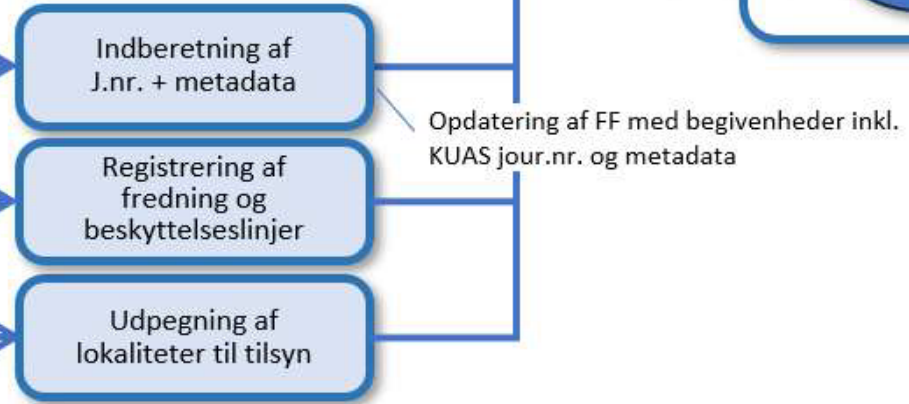 Indberetning af
J.nr. + metadata
Opdatering af FF med begivenheder inkl.
KUAS jour.nr. og metadata
Registrering af
fredning og
beskyttelseslinjer
Udpegning af
lokaliteter til tilsyn